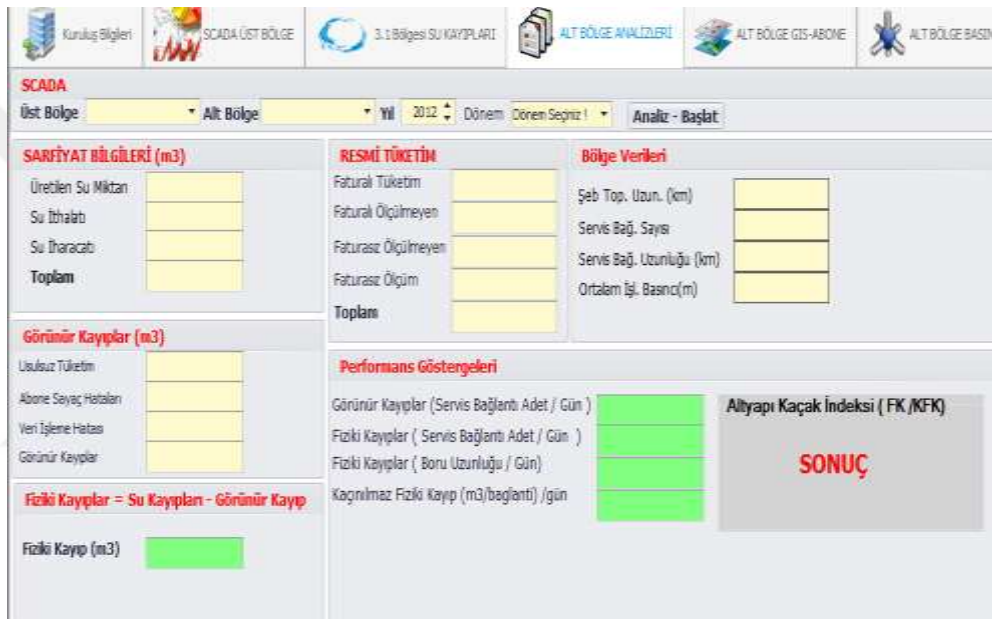 Kuruluş Bilgileri
SCADA ÜST BÖLGE
3.1 Bölgesi SU KAYIPLARI
ALT BÖLGE ANALİZLERİ
ALT BÖLGE GIS-ABONE
ALT BÖLGE BASIN
SCADA
Üst Bölge
Alt Bölge
Yıl 2012
Dönem Dönem Seçiniz !
Analiz - Başlat
SARFİYAT BİLGİLERİ (m3)
Üretilen Su Miktarı
Su İthalatı
Su İharacatı
Toplam
RESMİ TÜKETİM
Faturalı Tüketim
Faturalı Ölçülmeyen
Faturasız Ölçülmeyen
Faturasız Ölçüm
Toplam
Bölge Verileri
Şeb Top. Uzun. (km)
Servis Bağ. Sayısı
Servis Bağ. Uzunluğu (km)
Ortalam İşl. Basıncı(m)
Görünür Kayıplar (m3)
Usulsuz Tüketim
Abone Sayaç Hataları
Veri İşleme Hatası
Görünür Kayıplar
Fiziki Kayıplar = Su Kayıpları - Görünür Kayıp
Fiziki Kayıp (m3)
Performans Göstergeleri
Görünür Kayıplar (Servis Bağlantı Adet / Gün )
Fiziki Kayıplar ( Servis Bağlantı Adet / Gün )
Fiziki Kayıplar ( Boru Uzunluğu / Gün)
Kaçınılmaz Fiziki Kayıp (m3/baglanti) /gün
Altyapı Kaçak İndeksi ( FK /KFK)
SONUÇ